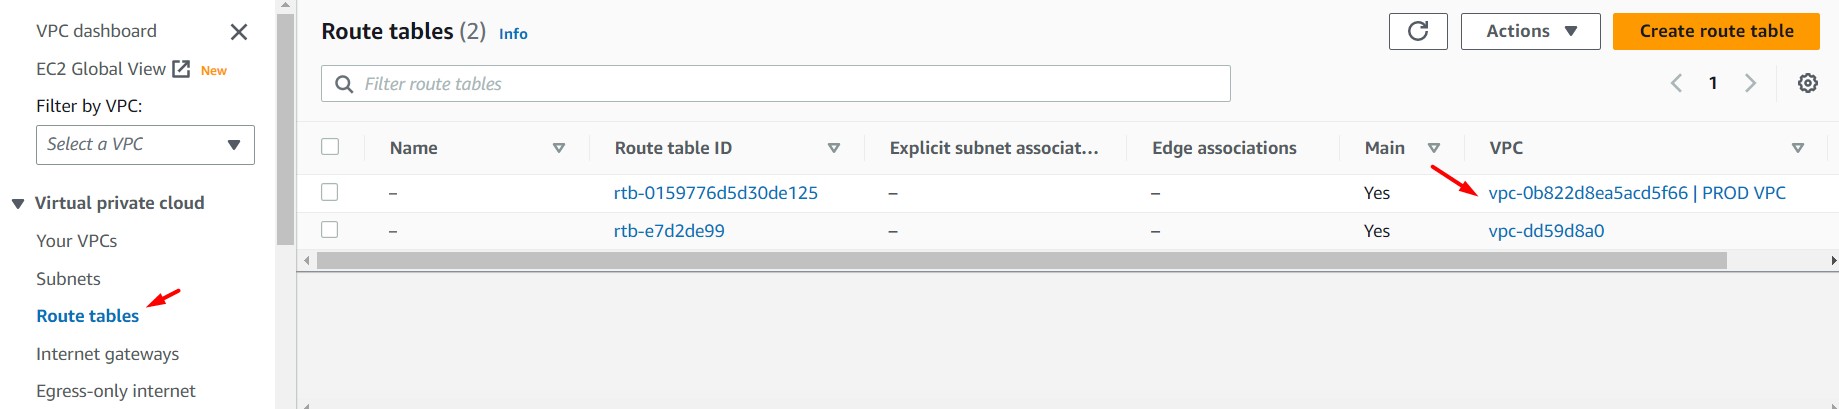 VPC dashboard
EC2 Global View New
Filter by VPC:
Select a VPC
Virtual private cloud
Your VPCs
Subnets
Route tables
Internet gateways
Egress-only internet
Route tables (2) Info
Actions
Create route table
Filter route tables
1
Name Route table ID Explicit subnet associat... Edge associations Main VPC
– rtb-0159776d5d30de125 – – Yes vpc-0b822d8ea5acd5f66 | PROD VPC
– rtb-e7d2de99 – – Yes vpc-dd59d8a0